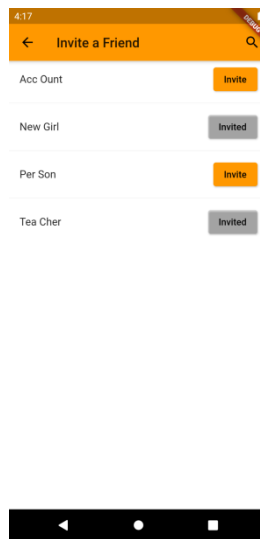 4:17
DEBUG
Invite a Friend
Acc Ount
Invite
New Girl
Invited
Per Son
Invite
Tea Cher
Invited